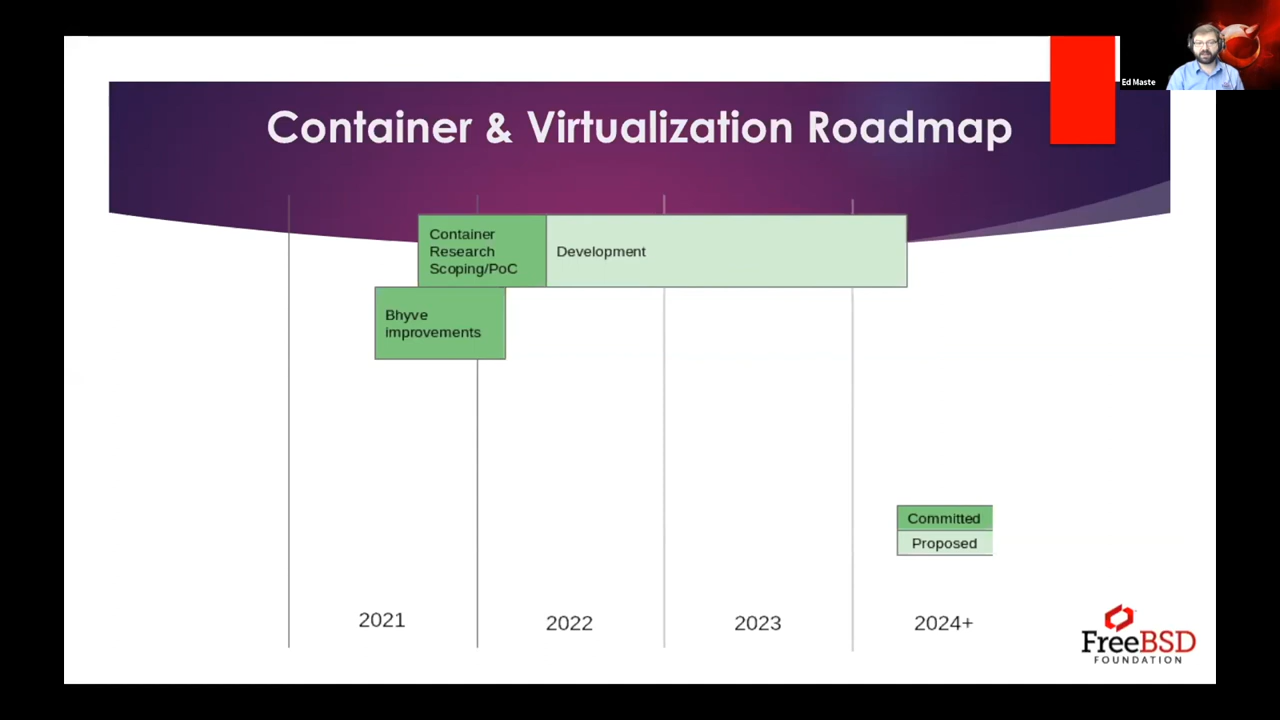 Ed Maste
Container & Virtualization Roadmap
Container
Research
Scoping/PoC
Development
Bhyve
improvements
Committed
Proposed
2021
2022
2023
2024+
FreeBSD
FOUNDATION